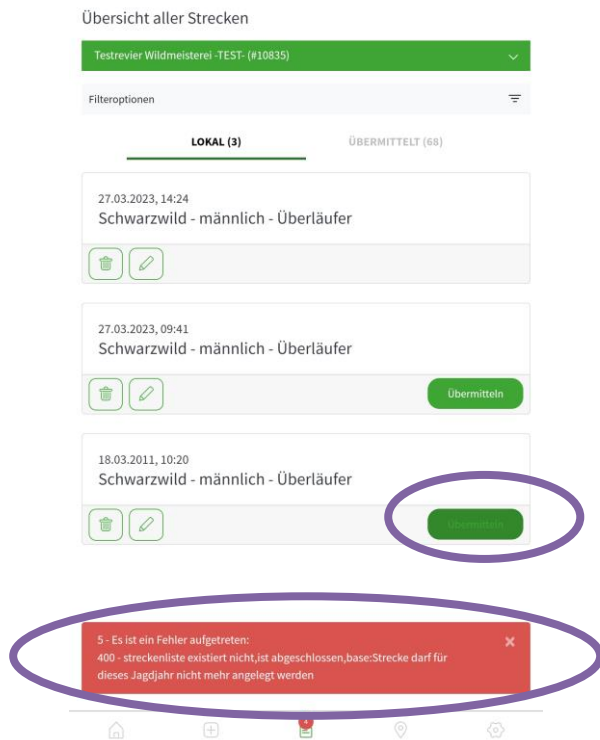 Übersicht aller Strecken
Testrevier Wildmeisterei -TEST- (#10835)
Filteroptionen
LOKAL (3)
ÜBERMITTELT (68)
27.03.2023, 14:24
Schwarzwild - männlich - Überläufer
27.03.2023, 09:41
Schwarzwild - männlich - Überläufer
Übermitteln
18.03.2011, 10:20
Schwarzwild - männlich - Überläufer
Übermitteln
5 - Es ist ein Fehler aufgetreten:
400 - streckenliste existiert nicht,ist abgeschlossen,base:Strecke darf für
dieses Jagdjahr nicht mehr angelegt werden
4